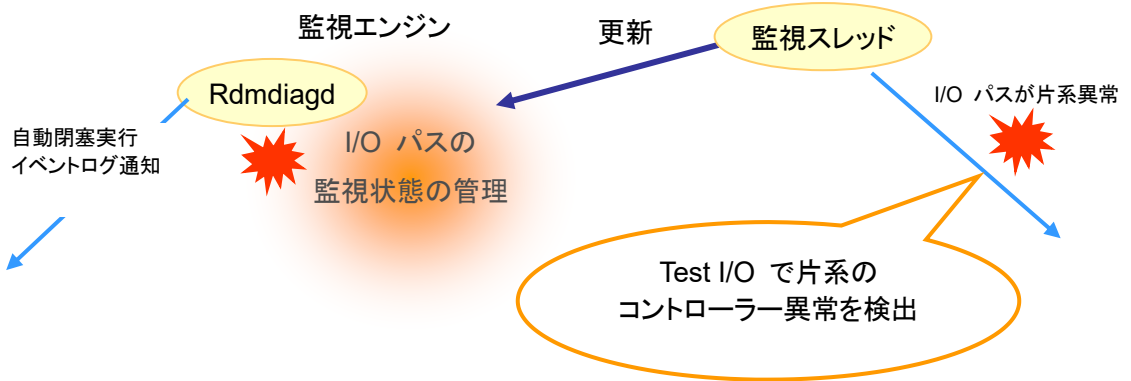 監視エンジン
更新
監視スレッド
Rdmdiagd
I/O パスが片系異常
自動閉塞実行
イベントログ通知
I/O パスの
監視状態の管理
Test I/O で片系の
コントローラー異常を検出